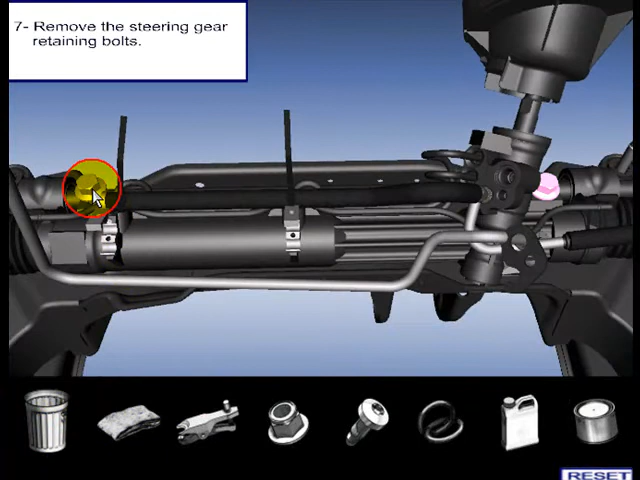 7- Remove the steering gear
retaining bolts.
RESET